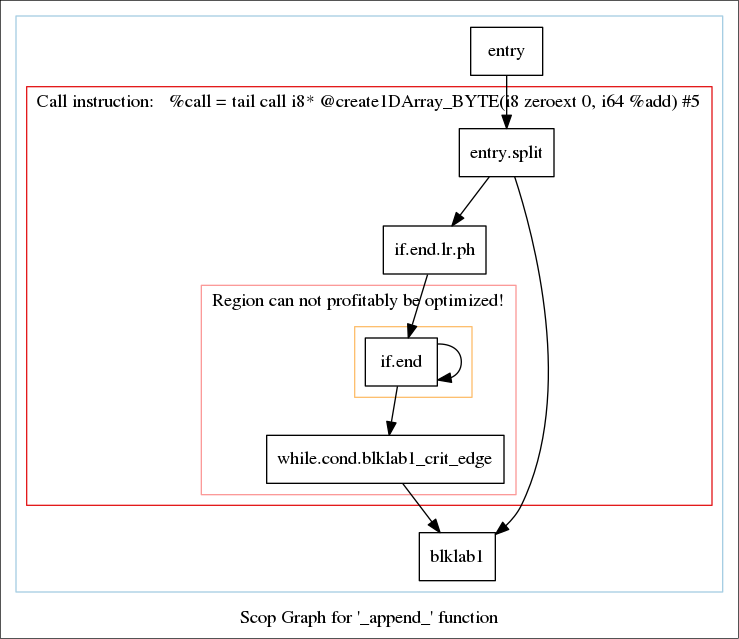 entry
Call instruction:   %call = tail call i8* @create1DArray_BYTE(i8 zeroext 0, i64 %add) #5
entry.split
if.end.lr.ph
Region can not profitably be optimized!
if.end
while.cond.blklab1_crit_edge
blklab1
Scop Graph for '_append_' function